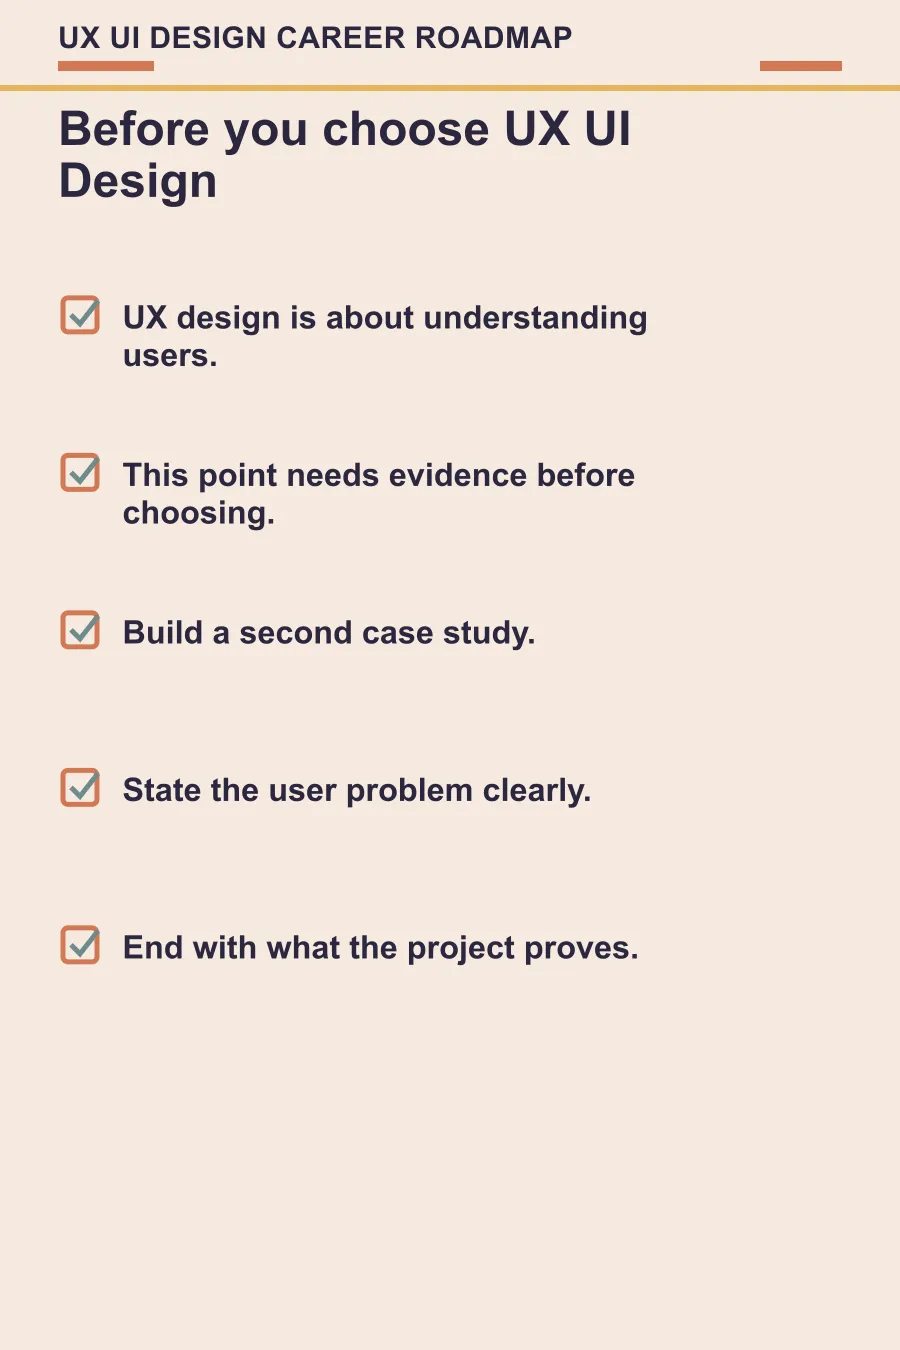 UX UI DESIGN CAREER ROADMAP
Before you choose UX UI
Design
UX design is about understanding
users.
This point needs evidence before
choosing.
Build a second case study.
State the user problem clearly.
End with what the project proves.